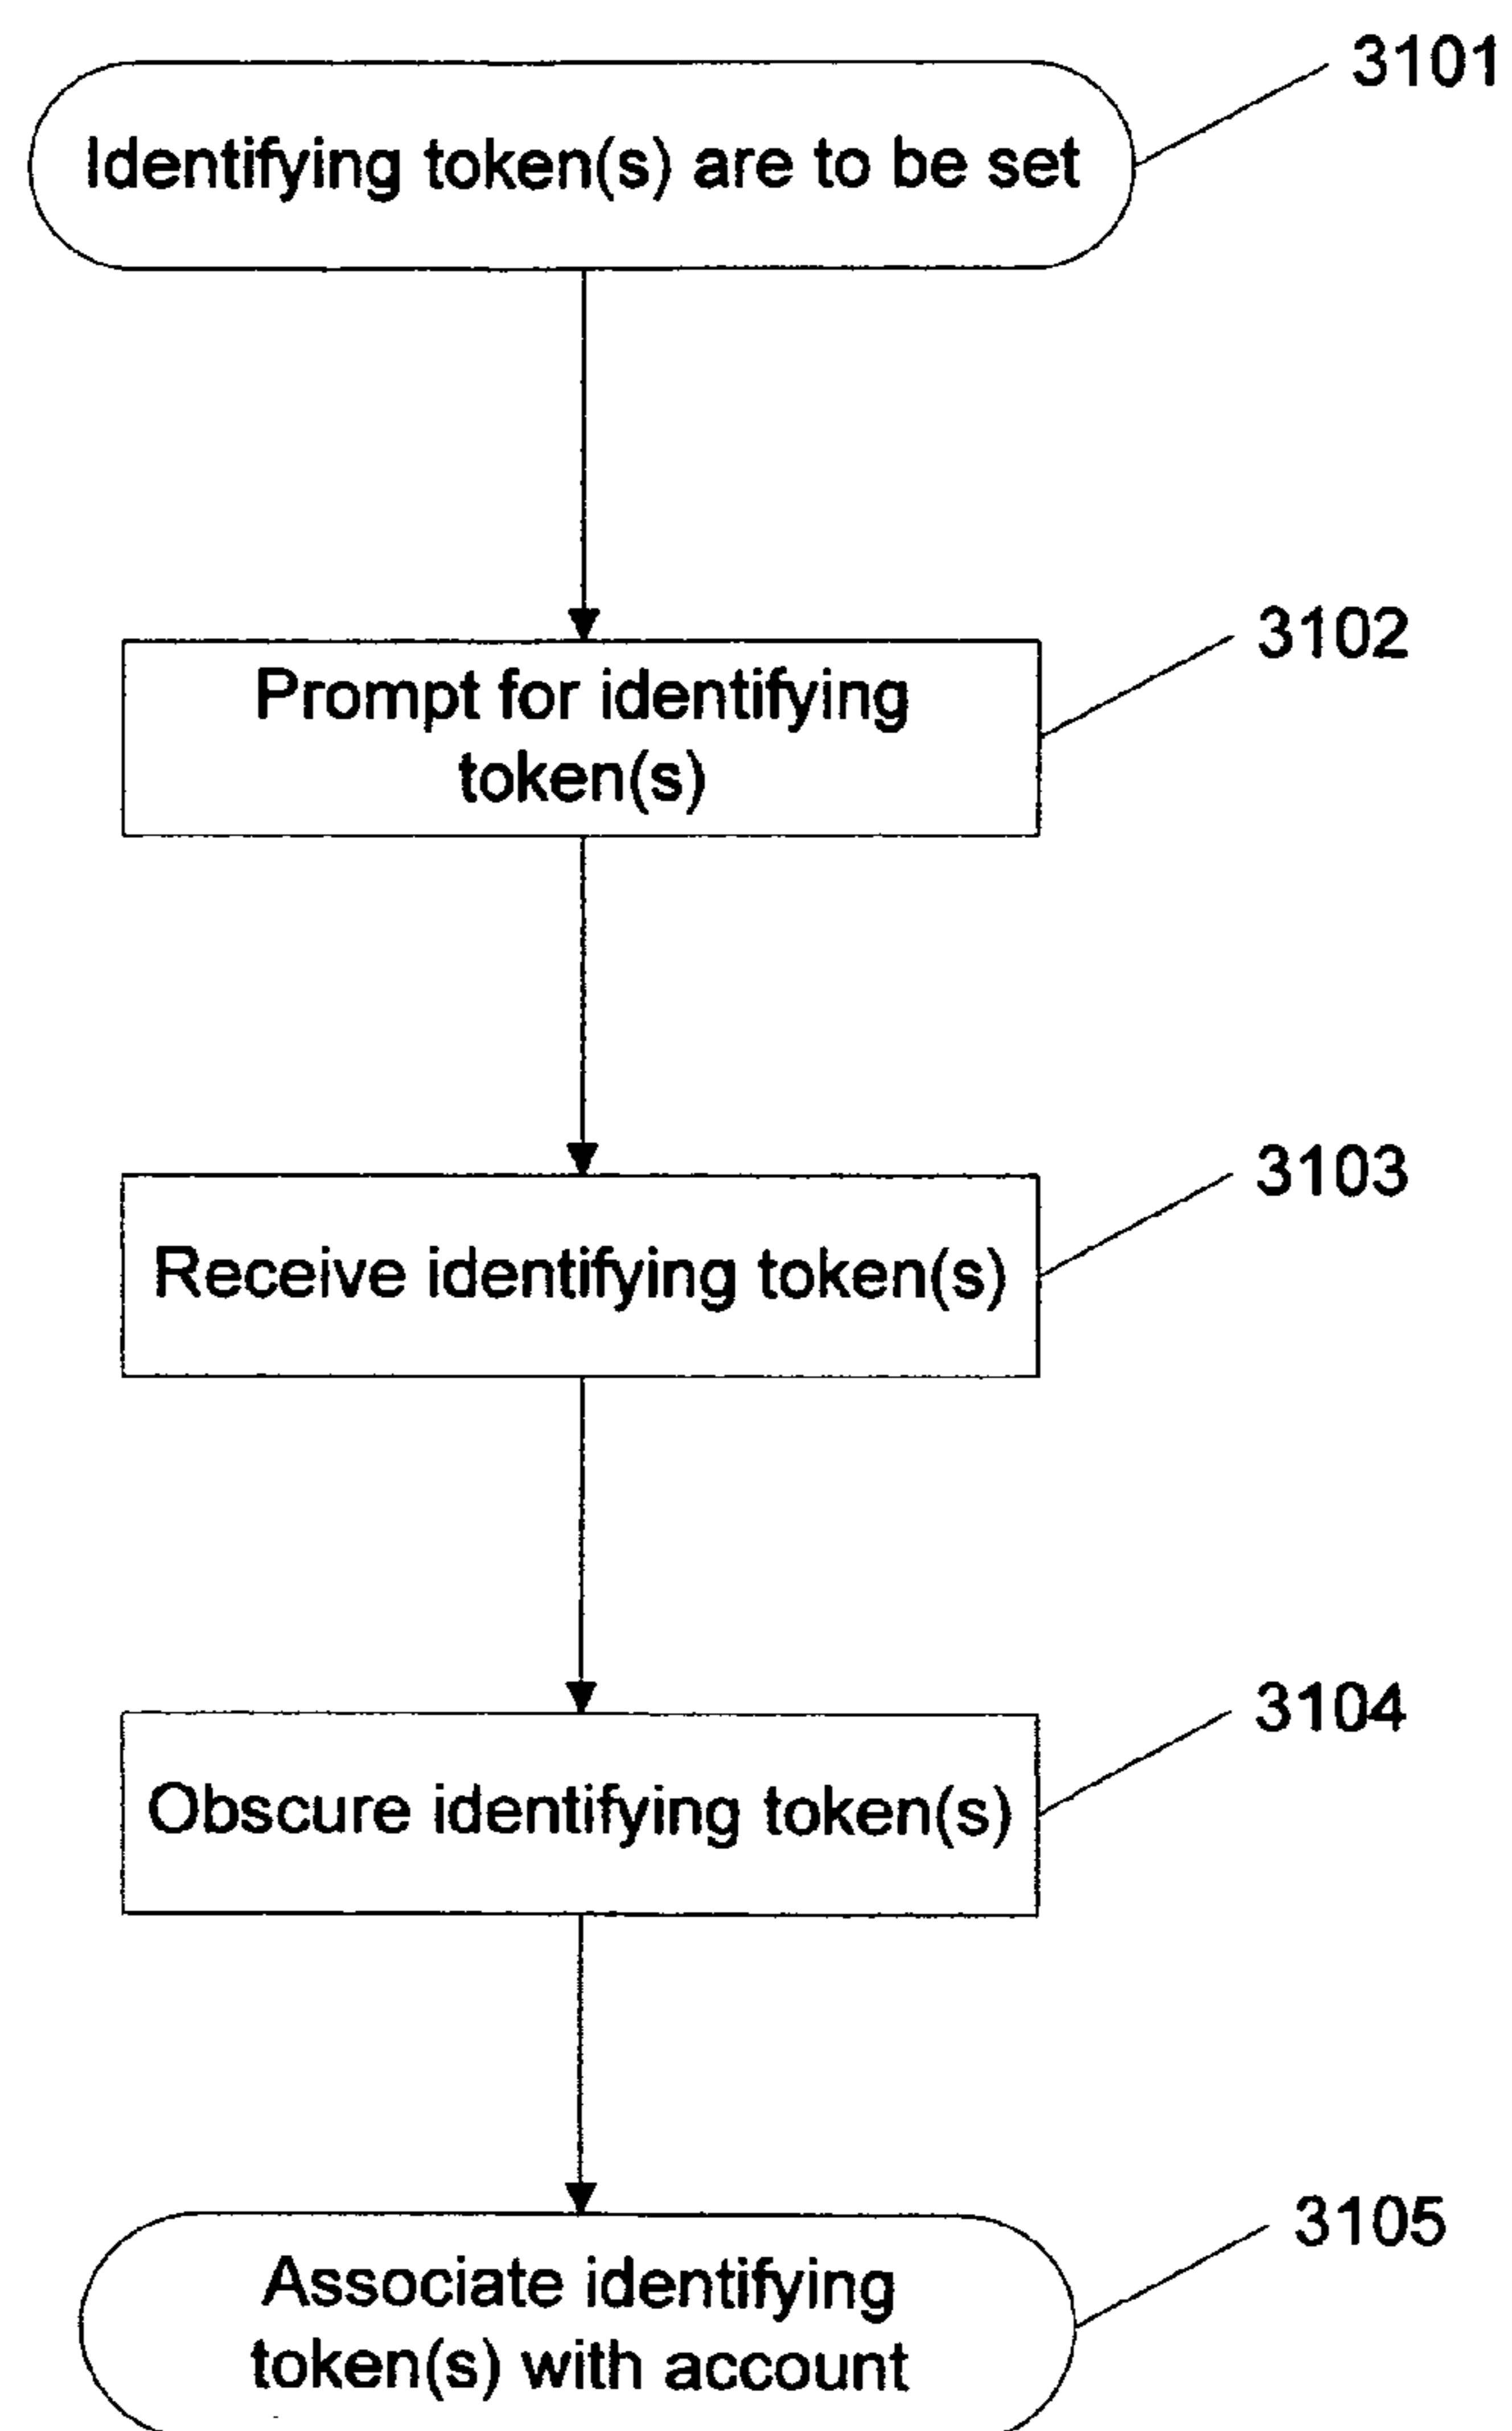 3101
Identifying token(s) are to be set
3102
Prompt for identifying
token(s)
3103
Receive identifying token(s)
3104
Obscure identifying token(s)
3105
Associate identifying
token(s) with account